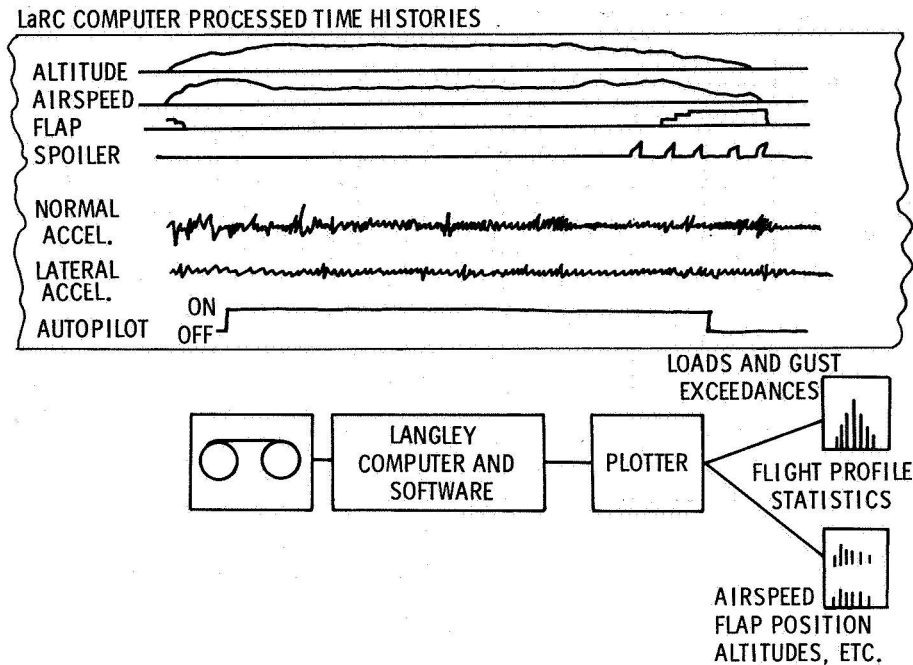 LaRC COMPUTER PROCESSED TIME HISTORIES
ALTITUDE
AIRSPEED
FLAP
SPOILER
NORMAL
ACCEL.
LATERAL
ACCEL.
ON
AUTOPILOT OFF
LOADS AND GUST
EXCEEDANCES
LANGLEY
COMPUTER AND
SOFTWARE
PLOTTER
FLIGHT PROFILE
STATISTICS
AIRSPEED
FLAP POSITION
ALTITUDES, ETC.